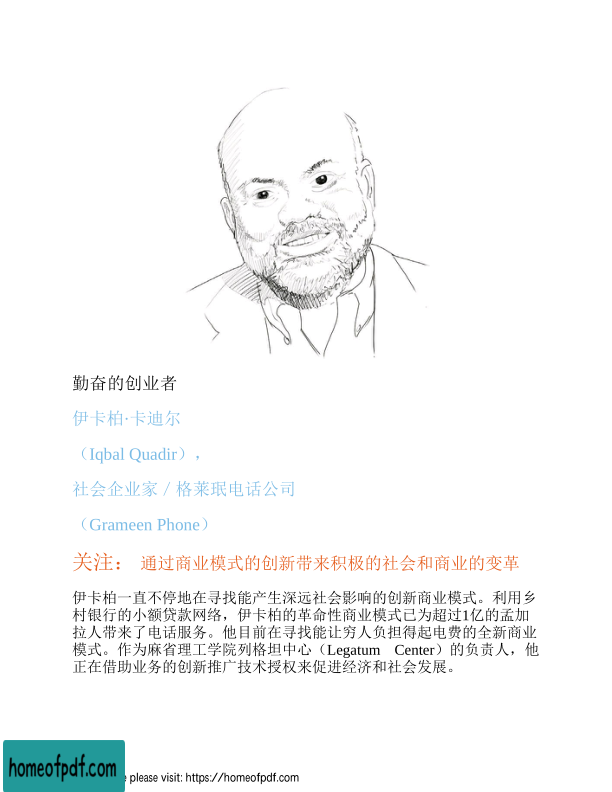 勤奋的创业者
伊卡柏·卡迪尔
（Iqbal Quadir），
社会企业家／格莱珉电话公司
（Grameen Phone）
关注： 通过商业模式的创新带来积极的社会和商业的变革
伊卡柏一直不停地在寻找能产生深远社会影响的创新商业模式。利用乡
村银行的小额贷款网络，伊卡柏的革命性商业模式已为超过1亿的孟加
拉人带来了电话服务。他目前在寻找能让穷人负担得起电费的全新商业
模式。作为麻省理工学院列格坦中心（Legatum Center）的负责人，他
正在借助业务的创新推广技术授权来促进经济和社会发展。
homeofpdf.com
please visit: https://homeofpdf.com